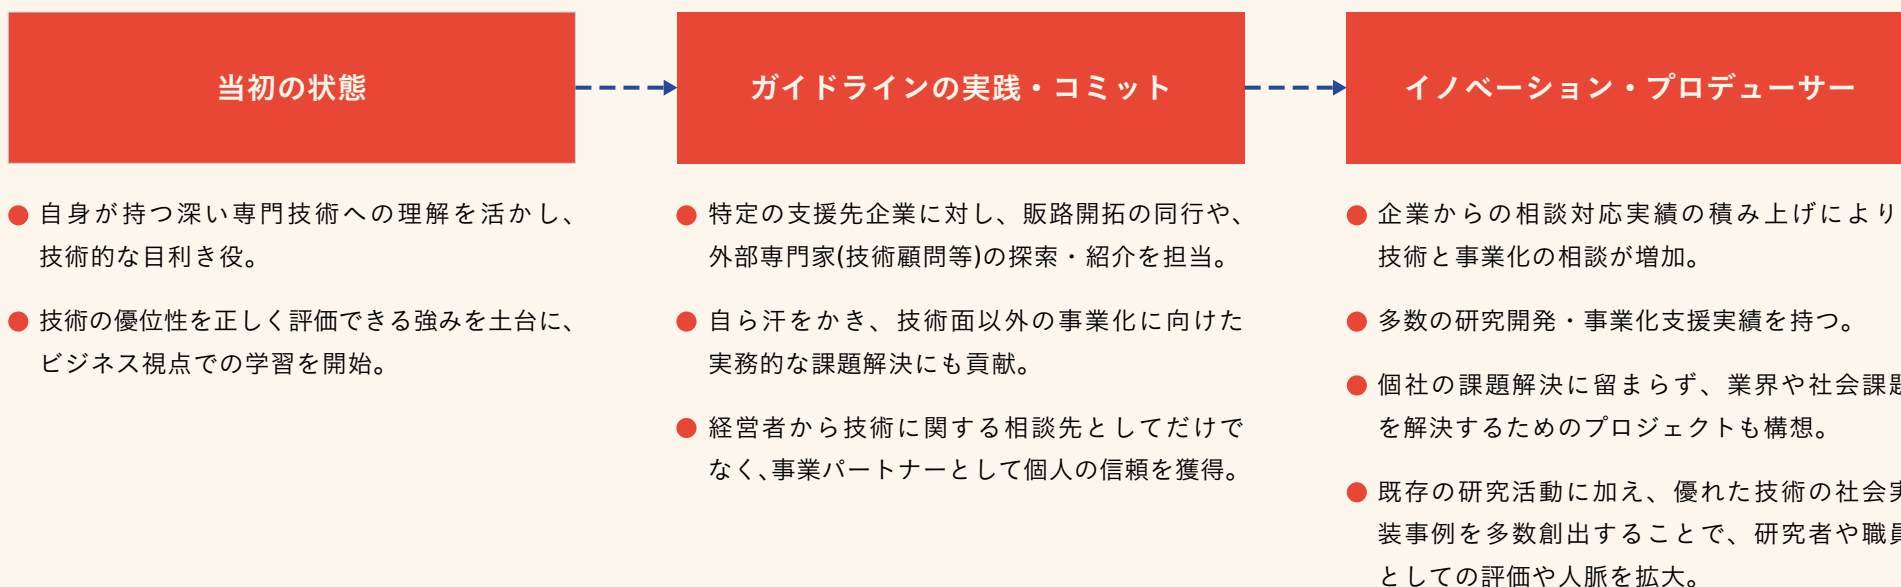 当初の状態
自身が持つ深い専門技術への理解を活かし、
技術的な目利き役。
技術の優位性を正しく評価できる強みを土台に、
ビジネス視点での学習を開始。
ガイドラインの実践・コミット
特定の支援先企業に対し、販路開拓の同行や、
外部専門家(技術顧問等)の探索・紹介を担当。
自ら汗をかき、技術面以外の事業化に向けた
実務的な課題解決にも貢献。
経営者から技術に関する相談先としてだけで
なく、事業パートナーとして個人の信頼を獲得。
イノベーション・プロデューサー
企業からの相談対応実績の積み上げにより
技術と事業化の相談が増加。
多数の研究開発・事業化支援実績を持つ。
個社の課題解決に留まらず、業界や社会課題
を解決するためのプロジェクトも構想。
既存の研究活動に加え、優れた技術の社会実
装事例を多数創出することで、研究者や職員
としての評価や人脈を拡大。